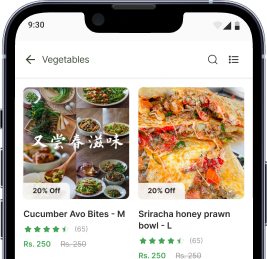 9:30
Vegetables
又尝春滋味
20% Off
20% Off
Cucumber Avo Bites - M
(65)
Rs. 250 Rs. 250
Sriracha honey prawn
bowl - L
(65)
Rs. 250 Rs. 250